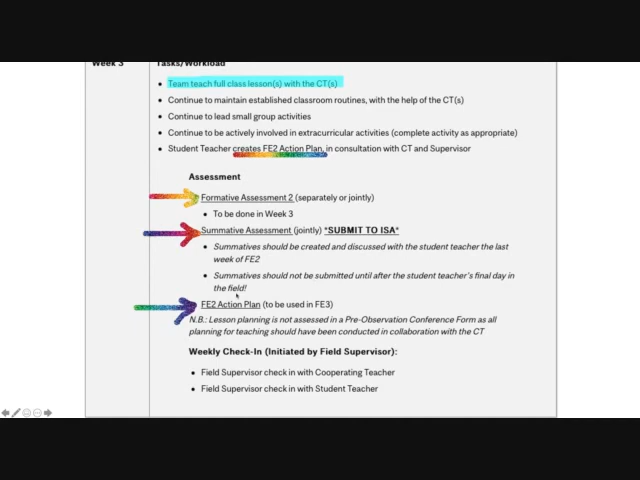 Week 3
Tasks/Workload
Team teach full class lesson(s) with the CT(s)
Continue to maintain established classroom routines, with the help of the CT(s)
Continue to lead small group activities
Continue to be actively involved in extracurricular activities (complete activity as appropriate)
Student Teacher creates FE2 Action Plan, in consultation with CT and Supervisor
Assessment
Formative Assessment 2 (separately or jointly)
To be done in Week 3
Summative Assessment (jointly) *SUBMIT TO ISA*
Summatives should be created and discussed with the student teacher the last
week of FE2
Summatives should not be submitted until after the student teacher's final day in
the field!
FE2 Action Plan (to be used in FE3)
N.B.: Lesson planning is not assessed in a Pre-Observation Conference Form as all
planning for teaching should have been conducted in collaboration with the CT
Weekly Check-In (Initiated by Field Supervisor):
Field Supervisor check in with Cooperating Teacher
Field Supervisor check in with Student Teacher